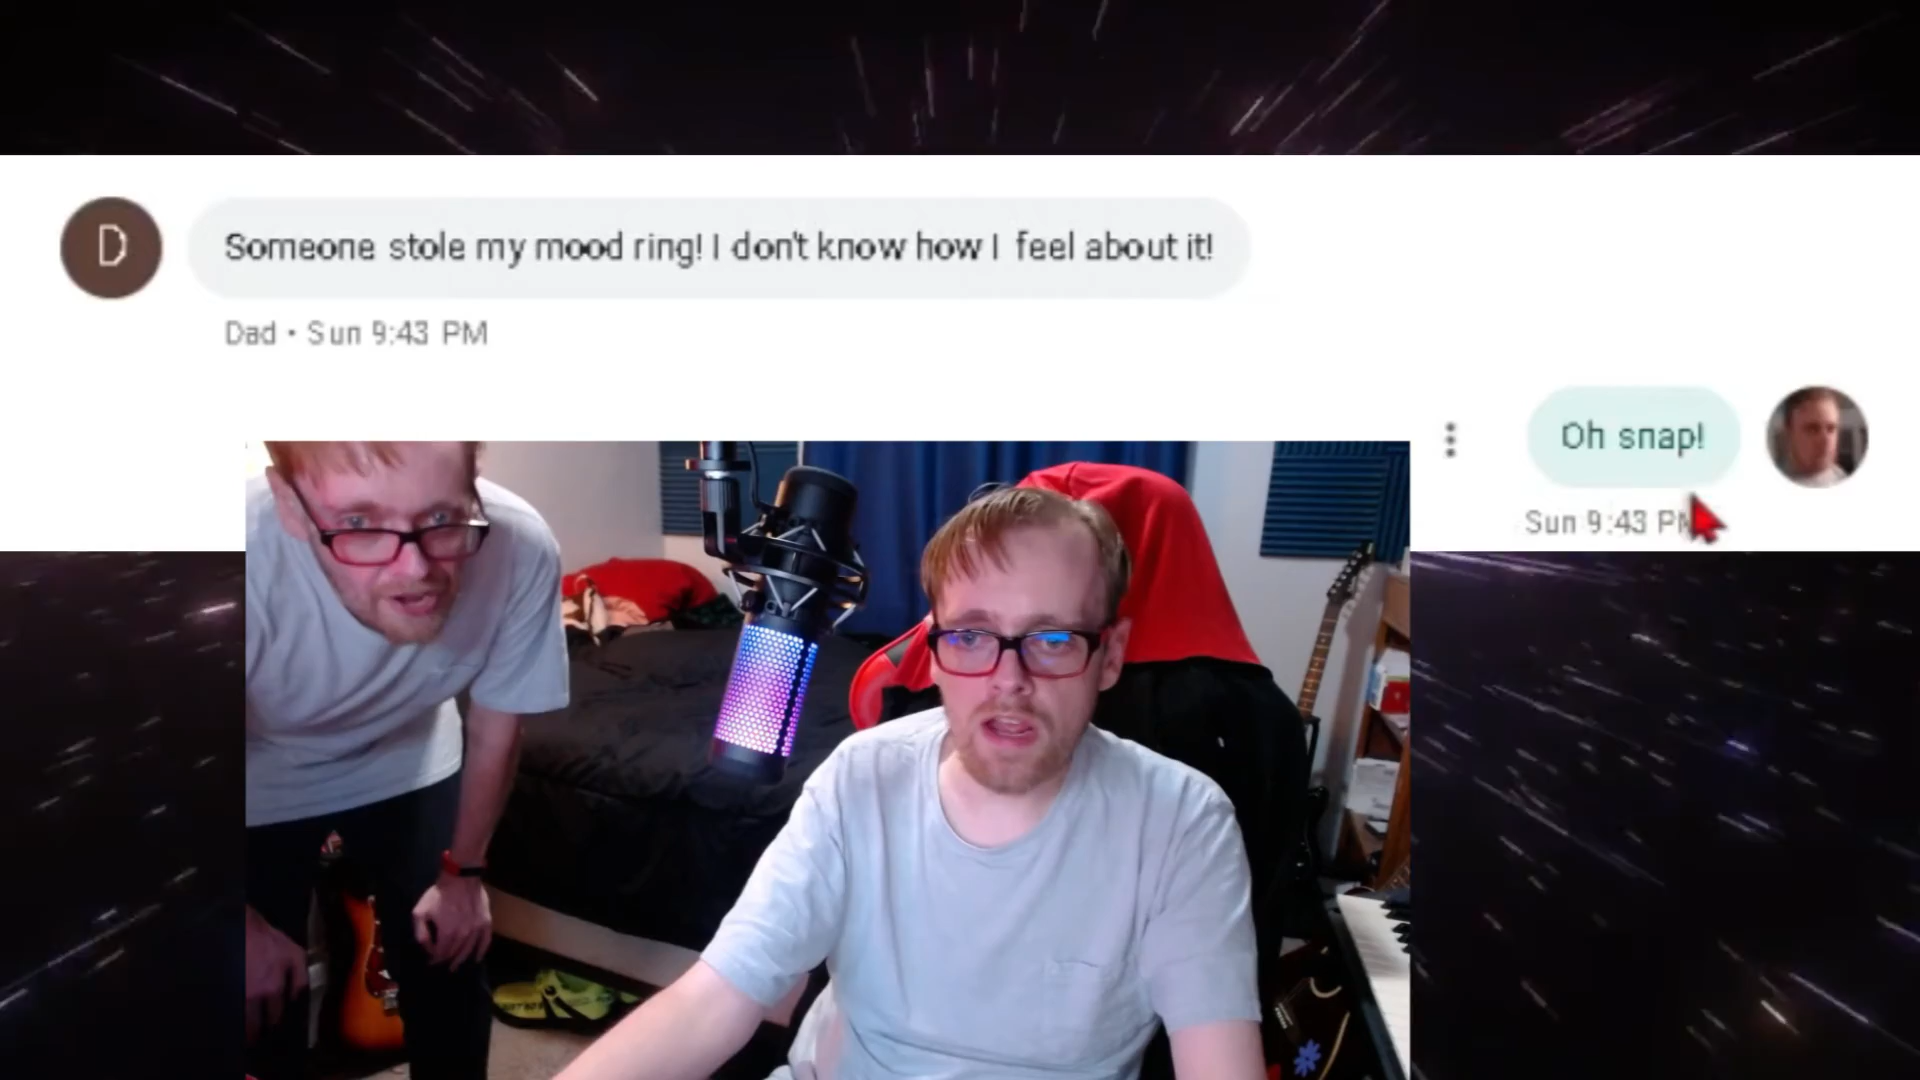 D
Someone stole my mood ring! I don't know how I feel about it!
Dad • Sun 9:43 PM
Oh snap!
Sun 9:43 PM